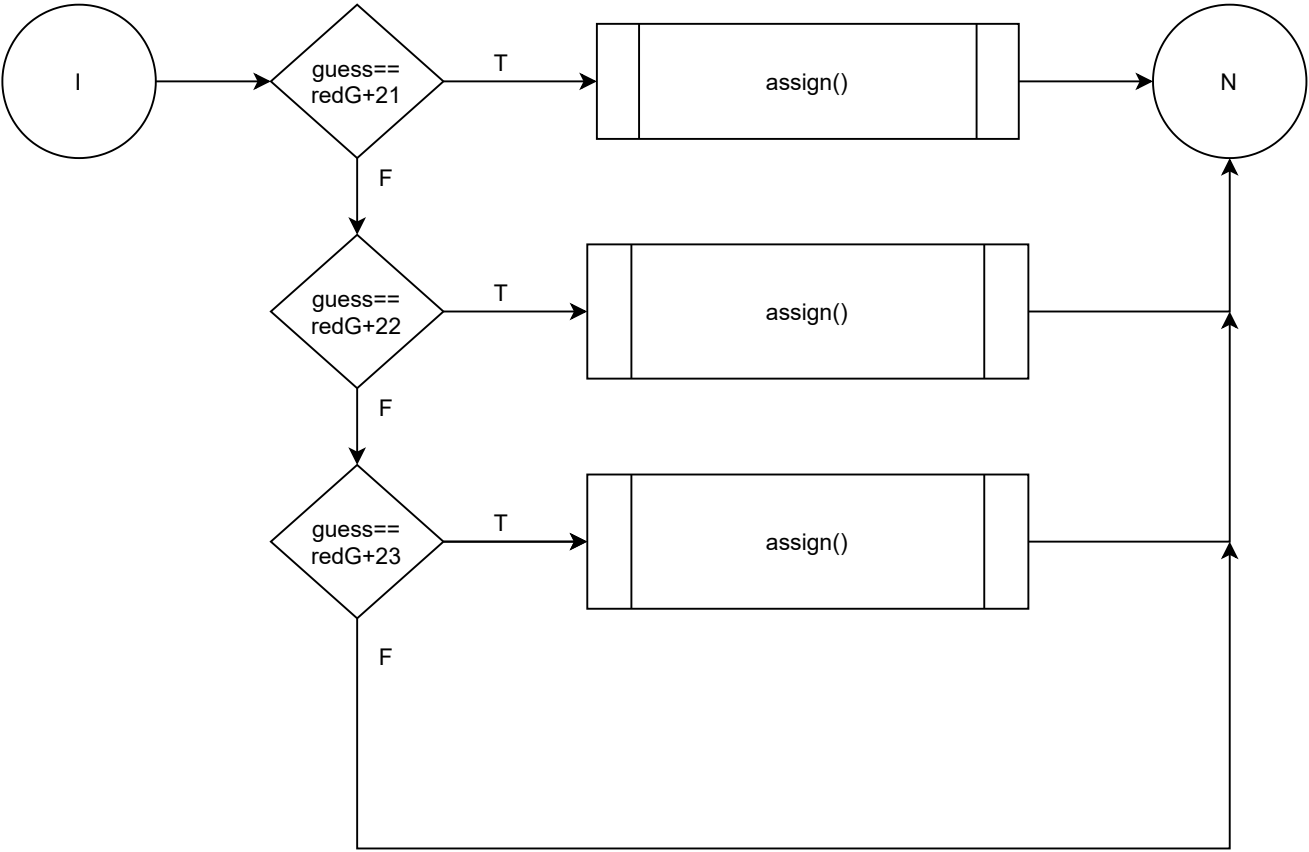 I
guess==
redG+21
T
assign()
N
F
guess==
redG+22
T
assign()
F
guess==
redG+23
T
assign()
F